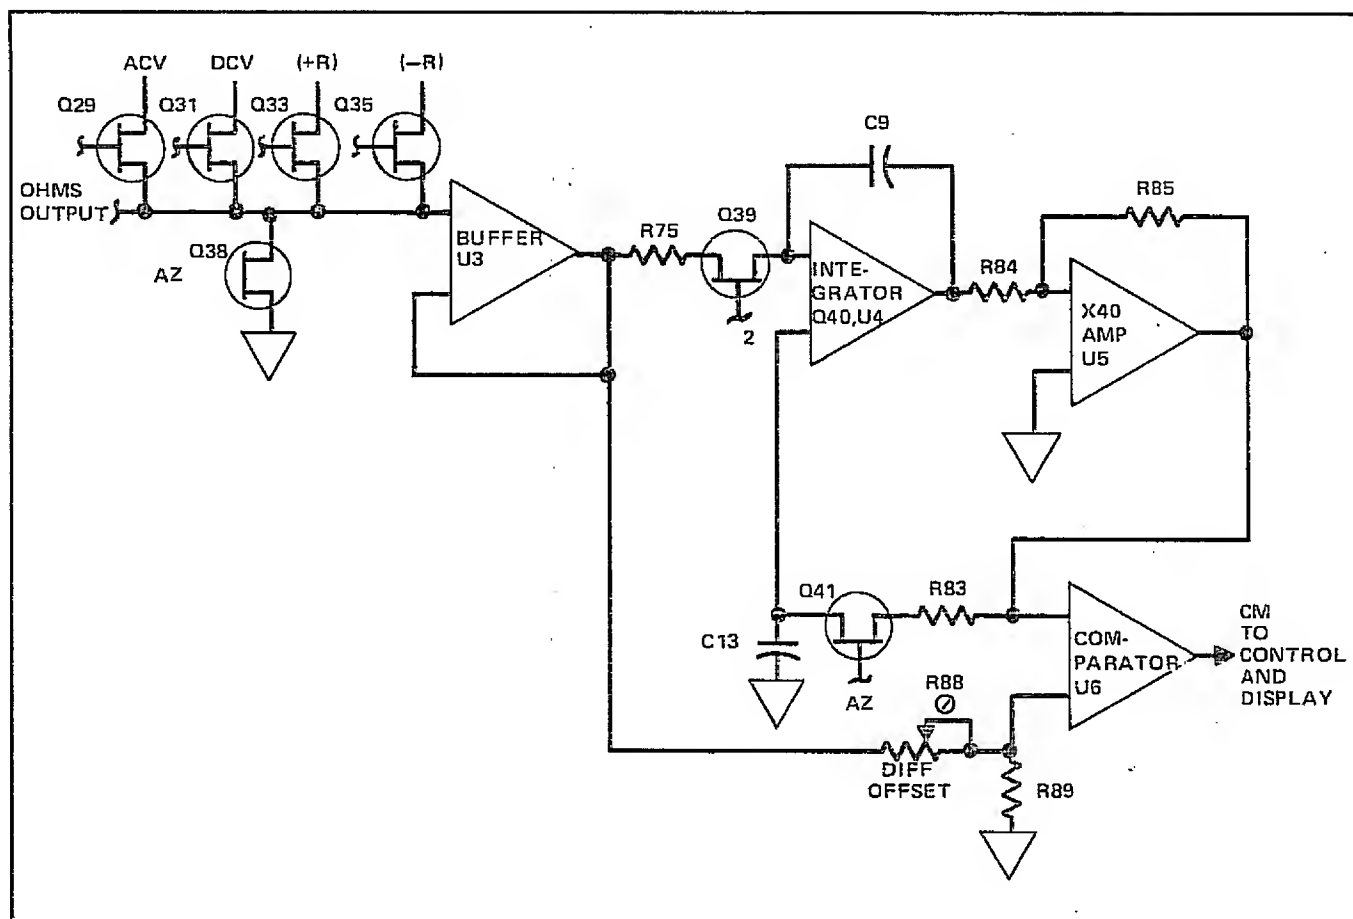 ACV DCV (+R) (−R)
Q29 Q31 Q33 Q35
OHMS
OUTPUT
Q38
AZ
BUFFER
U3
R75
Q39
2
C9
INTE-
GRATOR
Q40,U4
R84
R85
X40
AMP
U5
Q41
R83
C13
AZ
R88
DIFF
OFFSET
R89
COM-
PARATOR
U6
CM
TO
CONTROL
AND
DISPLAY